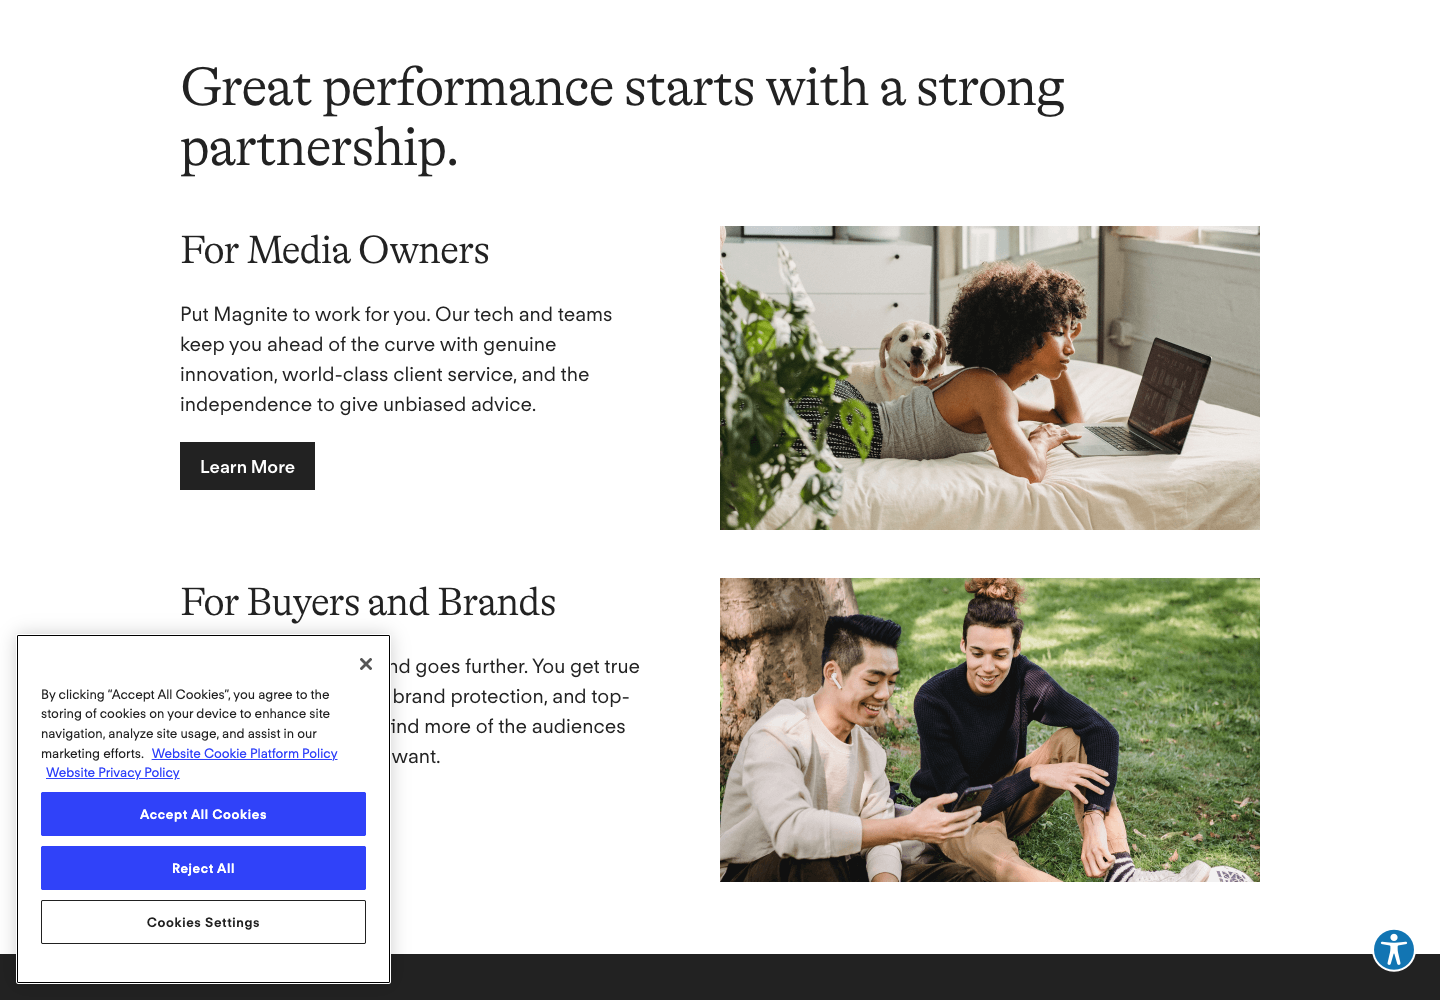 Great performance starts with a strong
partnership.
For Media Owners
Put Magnite to work for you. Our tech and teams
keep you ahead of the curve with genuine
innovation, world-class client service, and the
independence to give unbiased advice.
Learn More
For Buyers and Brands
goes further. You get true
brand protection, and top-
more of the audiences
want.
By clicking “Accept All Cookies”, you agree to the
storing of cookies on your device to enhance site
navigation, analyze site usage, and assist in our
marketing efforts. Website Cookie Platform Policy
Website Privacy Policy
Accept All Cookies
Reject All
Cookies Settings